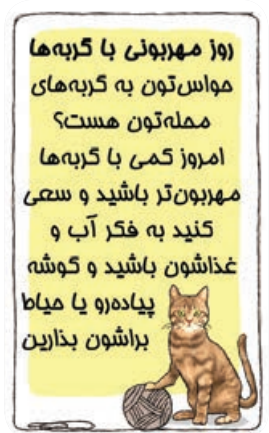 روز مهربونی با گربه‌ها
حواس‌تون به گربه‌های
محله‌تون هست؟
امروز کمی با گربه‌ها
مهربون‌تر باشید و سعی
کنید به فکر آب و
غذاشون باشید و گوشه
پیاده‌رو یا حیاط
براشون بذارین